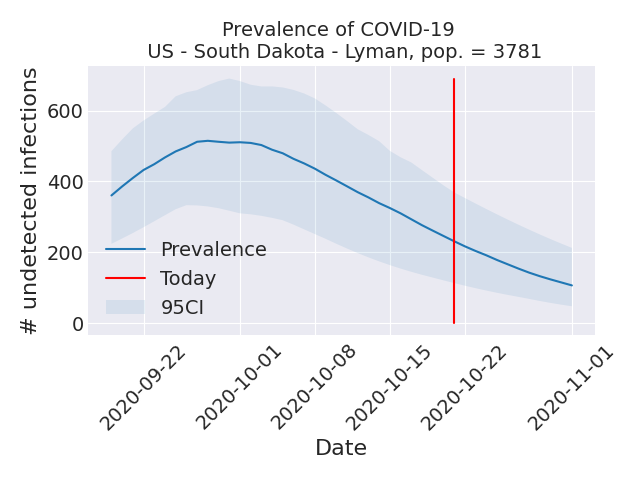 Prevalence of COVID-19
US - South Dakota - Lyman, pop. = 3781
# undetected infections
600
400
200
0
Prevalence
Today
95CI
2020-09-22
2020-10-01
2020-10-08
2020-10-15
2020-10-22
2020-11-01
Date